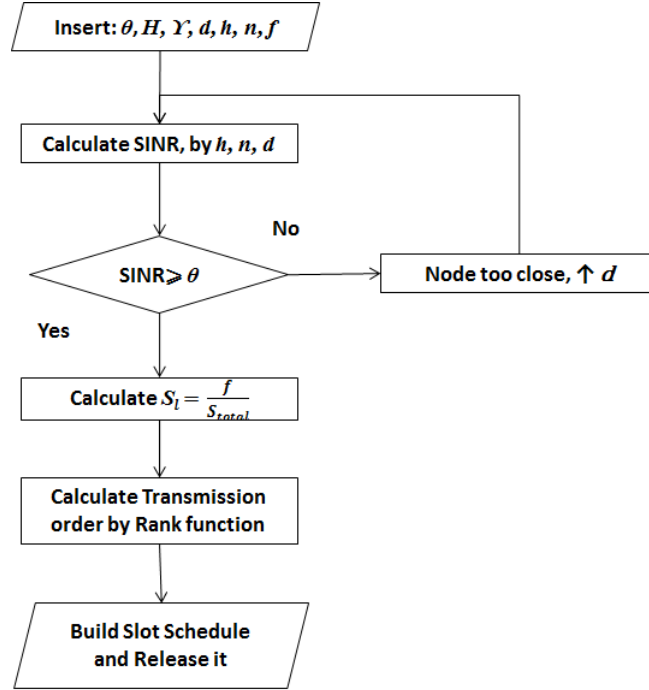 Insert: θ, H, ϒ, d, h, n, f
Calculate SINR, by h, n, d
No
SINR⩾ θ
Node too close, ↑ d
Yes
Calculate S_l = f / S_total
Calculate Transmission
order by Rank function
Build Slot Schedule
and Release it